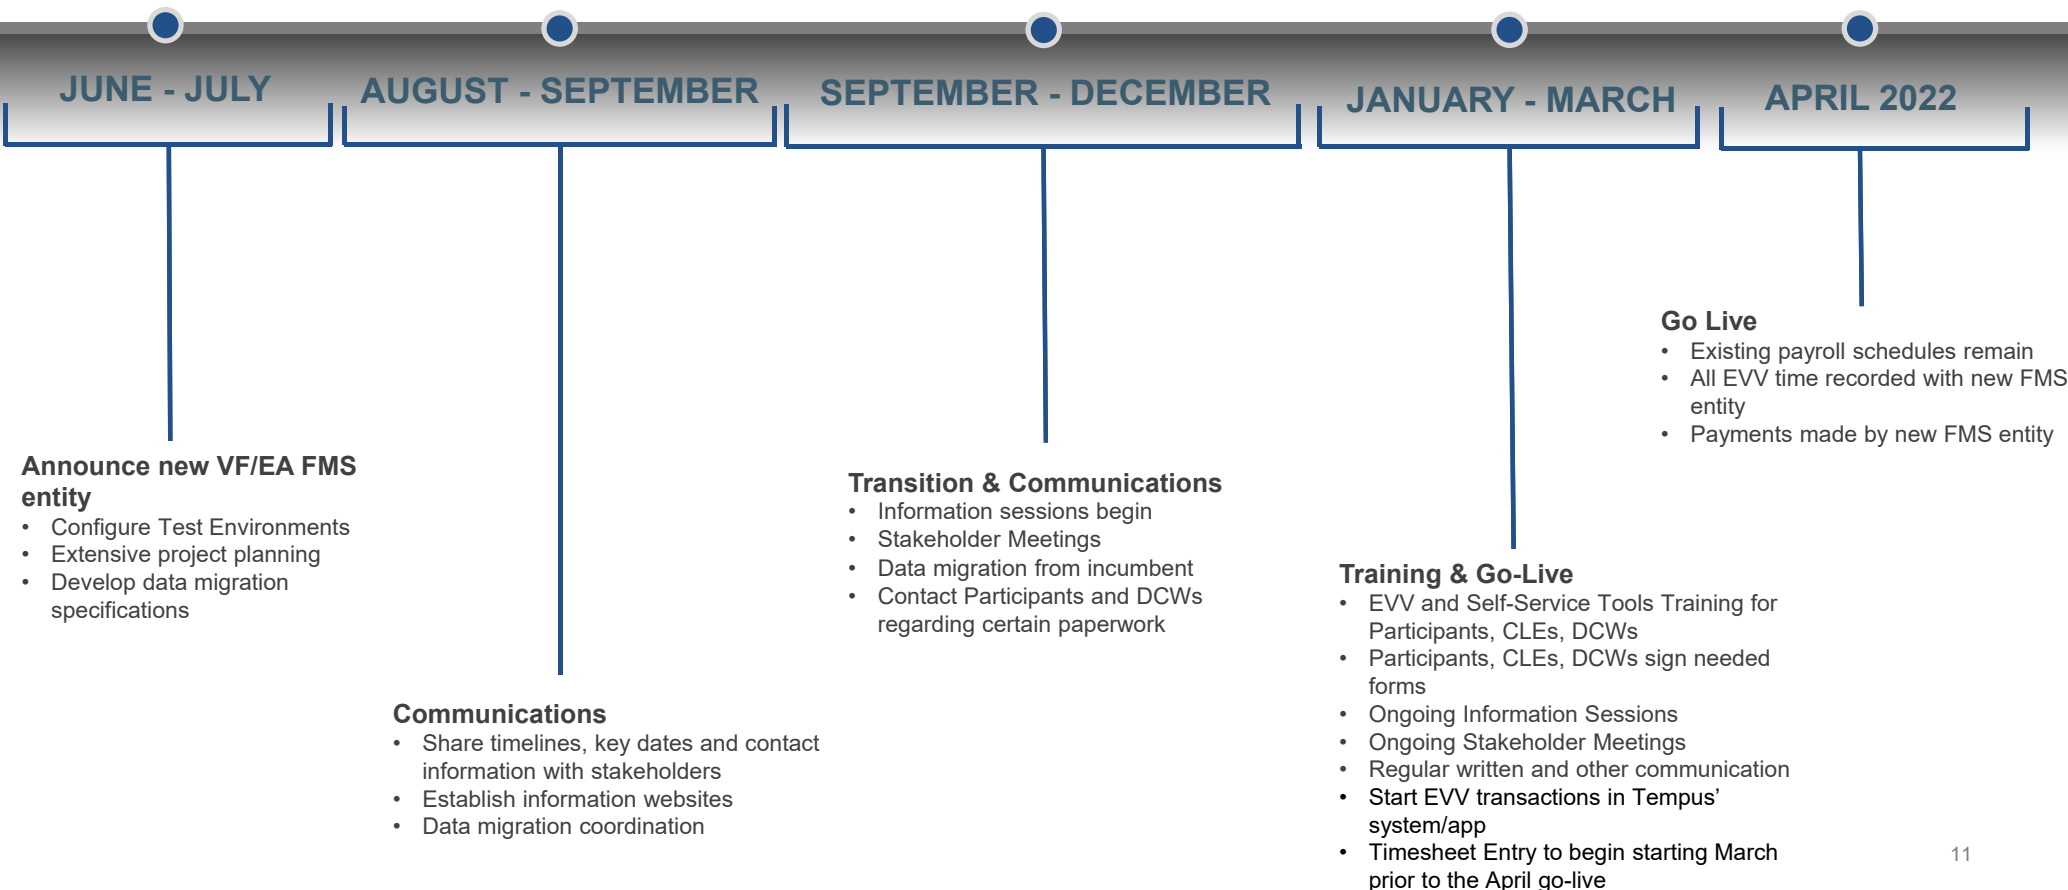 JUNE - JULY
AUGUST - SEPTEMBER
SEPTEMBER - DECEMBER
JANUARY - MARCH
APRIL 2022
Announce new VF/EA FMS
entity
• Configure Test Environments
• Extensive project planning
• Develop data migration
specifications
Communications
• Share timelines, key dates and contact
information with stakeholders
• Establish information websites
• Data migration coordination
Transition & Communications
• Information sessions begin
• Stakeholder Meetings
• Data migration from incumbent
• Contact Participants and DCWs
regarding certain paperwork
Training & Go-Live
• EVV and Self-Service Tools Training for
Participants, CLEs, DCWs
• Participants, CLEs, DCWs sign needed
forms
• Ongoing Information Sessions
• Ongoing Stakeholder Meetings
• Regular written and other communication
• Start EVV transactions in Tempus’
system/app
• Timesheet Entry to begin starting March
prior to the April go-live
Go Live
• Existing payroll schedules remain
• All EVV time recorded with new FMS
entity
• Payments made by new FMS entity
11